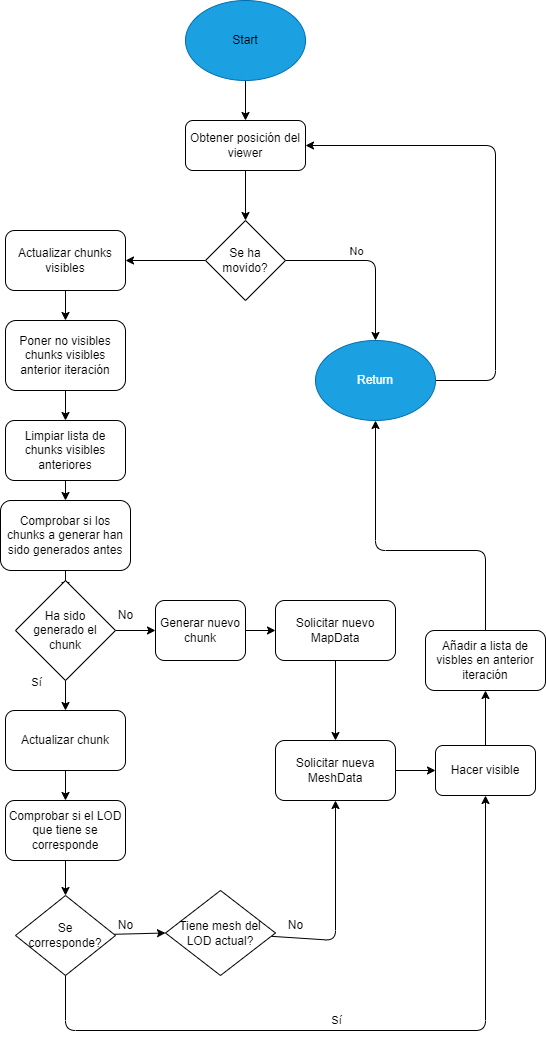 Start
Obtener posición del
viewer
Se ha
movido?
No
Actualizar chunks
visibles
Poner no visibles
chunks visibles
anterior iteración
Return
Limpiar lista de
chunks visibles
anteriores
Comprobar si los
chunks a generar han
sido generados antes
Ha sido
generado el
chunk
No
Sí
Generar nuevo
chunk
Solicitar nuevo
MapData
Añadir a lista de
visbles en anterior
iteración
Actualizar chunk
Solicitar nueva
MeshData
Hacer visible
Comprobar si el LOD
que tiene se
corresponde
Se
corresponde?
No
Tiene mesh del
LOD actual?
No
Sí